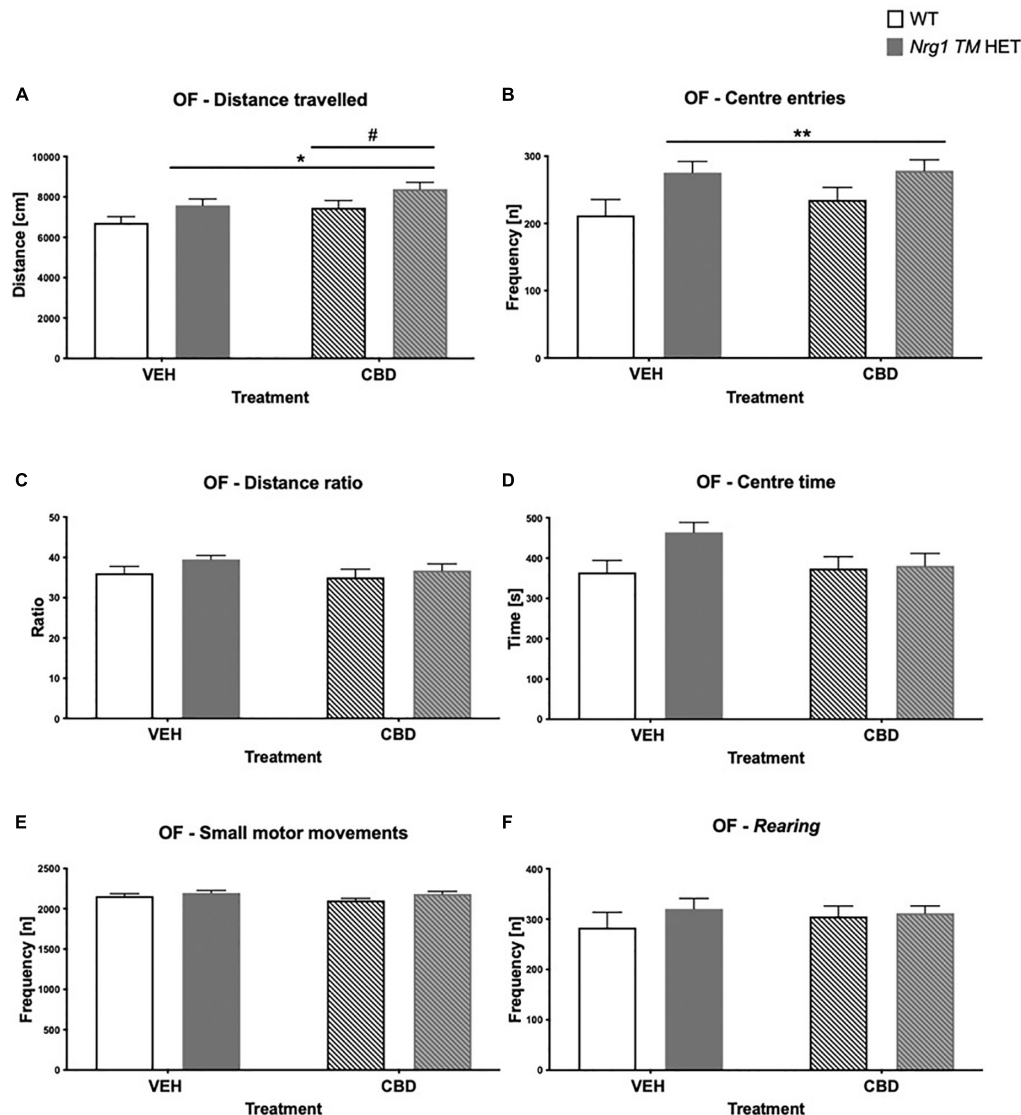 WT
Nrg1 TM HET
A
OF - Distance travelled
#
*
Distance [cm]
10000
8000
6000
4000
2000
0
VEH
CBD
Treatment
B
OF - Centre entries
**
Frequency [n]
300
200
100
0
VEH
CBD
Treatment
C
OF - Distance ratio
Ratio
50
40
30
20
10
0
VEH
CBD
Treatment
D
OF - Centre time
Time [s]
500
400
300
200
100
0
VEH
CBD
Treatment
E
OF - Small motor movements
Frequency [n]
2500
2000
1500
1000
500
0
VEH
CBD
Treatment
F
OF - Rearing
Frequency [n]
400
300
200
100
0
VEH
CBD
Treatment